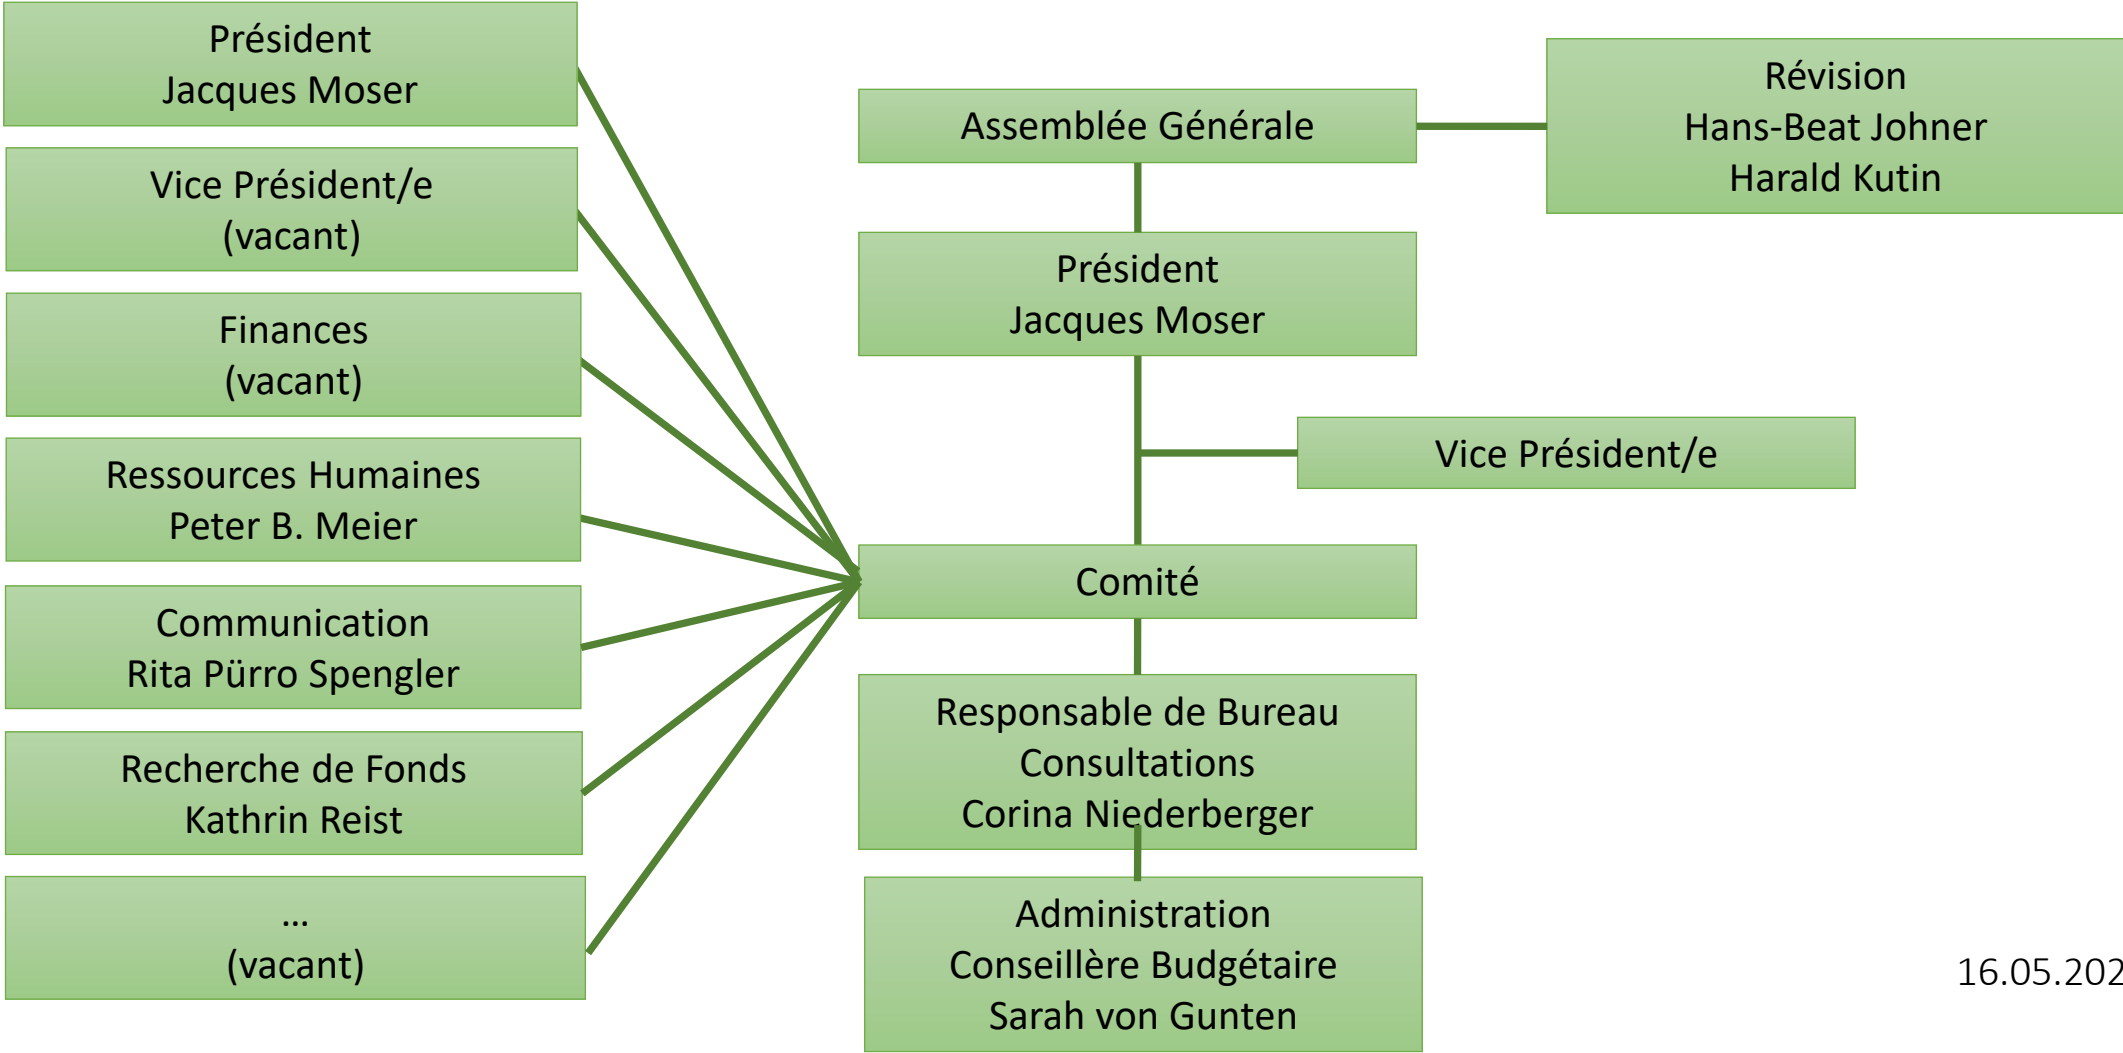 Président
Jacques Moser
Vice Président/e
(vacant)
Finances
(vacant)
Ressources Humaines
Peter B. Meier
Communication
Rita Pürro Spengler
Recherche de Fonds
Kathrin Reist
...
(vacant)
Assemblée Générale
Président
Jacques Moser
Comité
Responsable de Bureau
Consultations
Corina Niederberger
Administration
Conseillère Budgétaire
Sarah von Gunten
Révision
Hans-Beat Johner
Harald Kutin
Vice Président/e
16.05.202